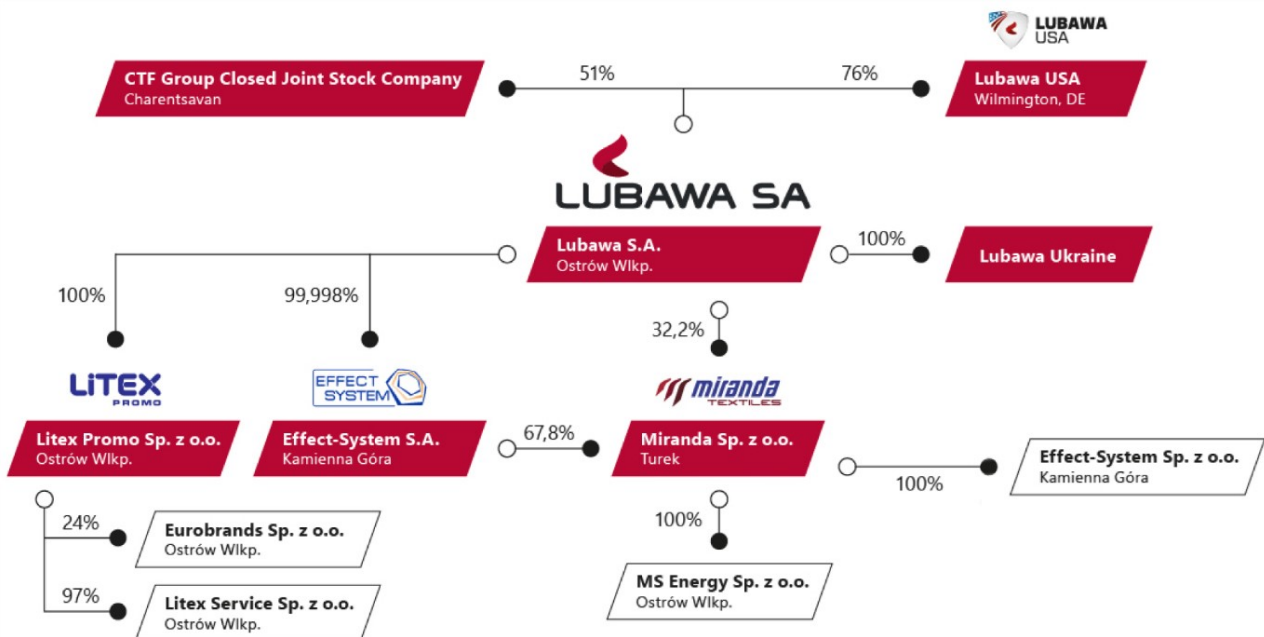 LUBAWA
USA
CTF Group Closed Joint Stock Company
Charentsavan
51%
76%
Lubawa USA
Wilmington, DE
LUBAWA SA
Lubawa S.A.
Ostrów Wlkp.
100%
Lubawa Ukraine
100%
99,998%
32,2%
LiTEX
PROMO
EFFECT
SYSTEM
miranda
TEXTILES
Litex Promo Sp. z o.o.
Ostrów Wlkp.
Effect-System S.A.
Kamienna Góra
67,8%
Miranda Sp. z o.o.
Turek
100%
Effect-System Sp. z o.o.
Kamienna Góra
24%
Eurobrands Sp. z o.o.
Ostrów Wlkp.
100%
MS Energy Sp. z o.o.
Ostrów Wlkp.
97%
Litex Service Sp. z o.o.
Ostrów Wlkp.